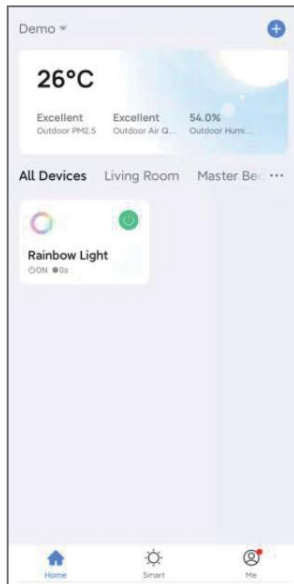 Demo
26°C
Excellent Excellent 54.0%
Outdoor PM2.5 Outdoor Air Q... Outdoor Humi...
All Devices Living Room Master Bec ...
Rainbow Light
ON 0s
Home Smart Me